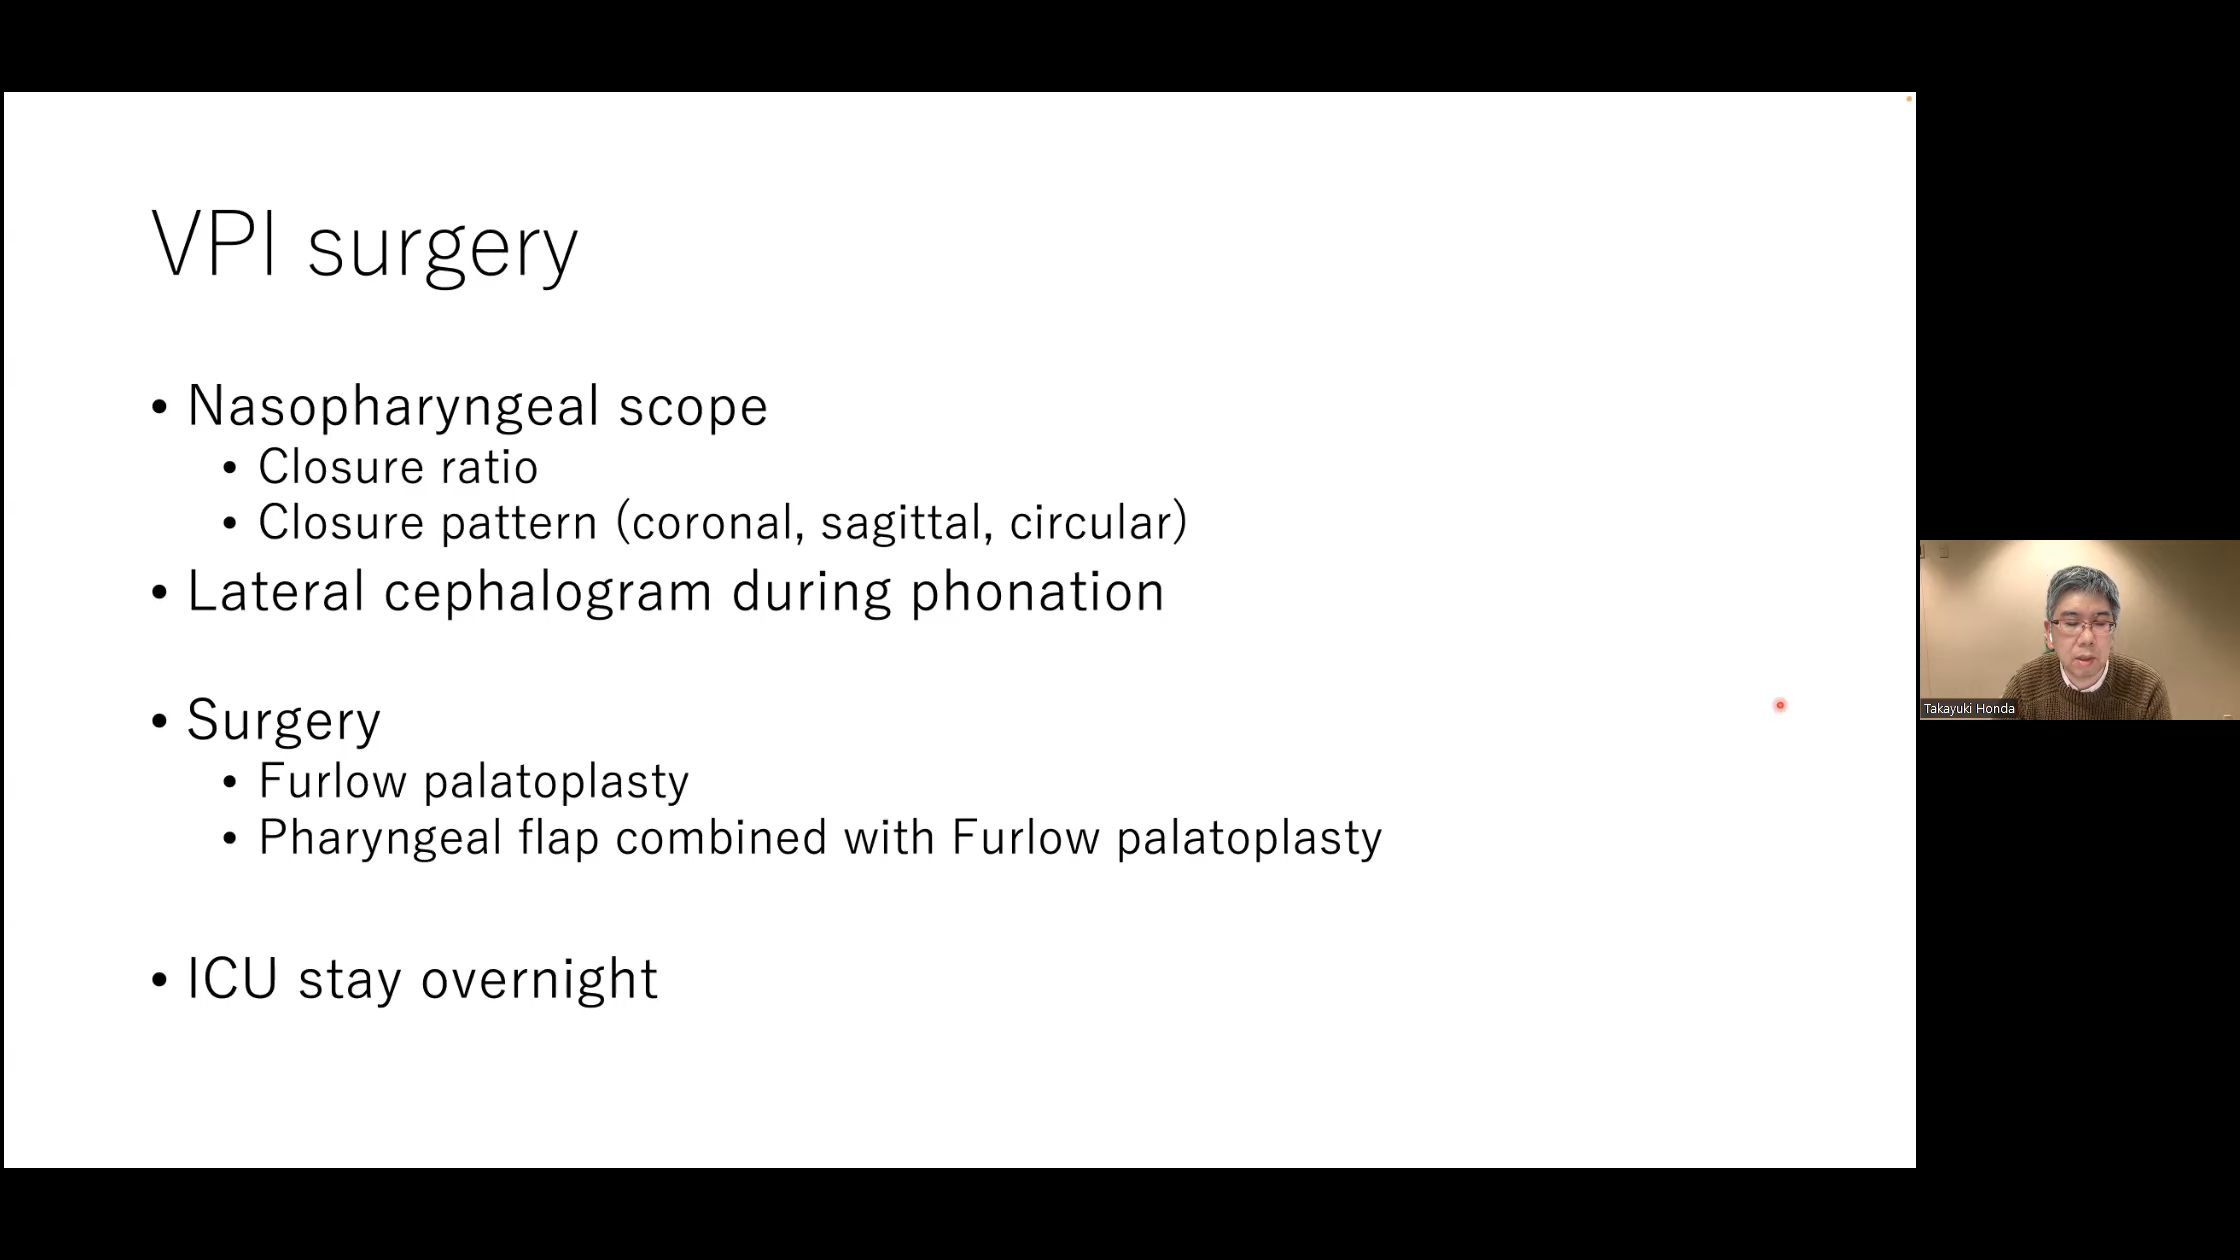 VPI surgery
• Nasopharyngeal scope
• Closure ratio
• Closure pattern (coronal, sagittal, circular)
• Lateral cephalogram during phonation
• Surgery
• Furlow palatoplasty
• Pharyngeal flap combined with Furlow palatoplasty
• ICU stay overnight
Takayuki Honda